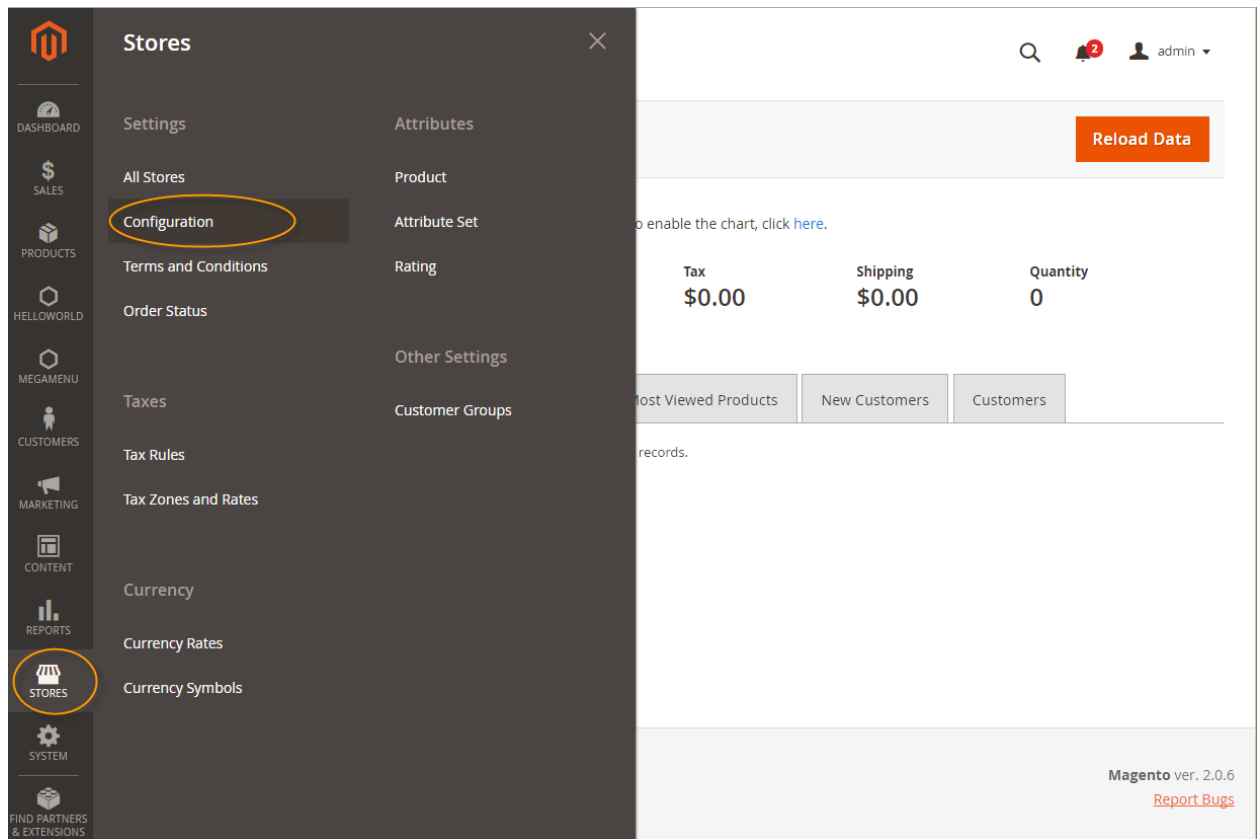 DASHBOARD
SALES
PRODUCTS
HELLOWORLD
MEGAMENU
CUSTOMERS
MARKETING
CONTENT
REPORTS
STORES
SYSTEM
FIND PARTNERS
& EXTENSIONS
Stores
Settings
All Stores
Configuration
Terms and Conditions
Order Status
Taxes
Tax Rules
Tax Zones and Rates
Currency
Currency Rates
Currency Symbols
Attributes
Product
Attribute Set
Rating
Other Settings
Customer Groups
2
admin
Reload Data
o enable the chart, click here.
Tax
$0.00
Shipping
$0.00
Quantity
0
Most Viewed Products
New Customers
Customers
records.
Magento ver. 2.0.6
Report Bugs